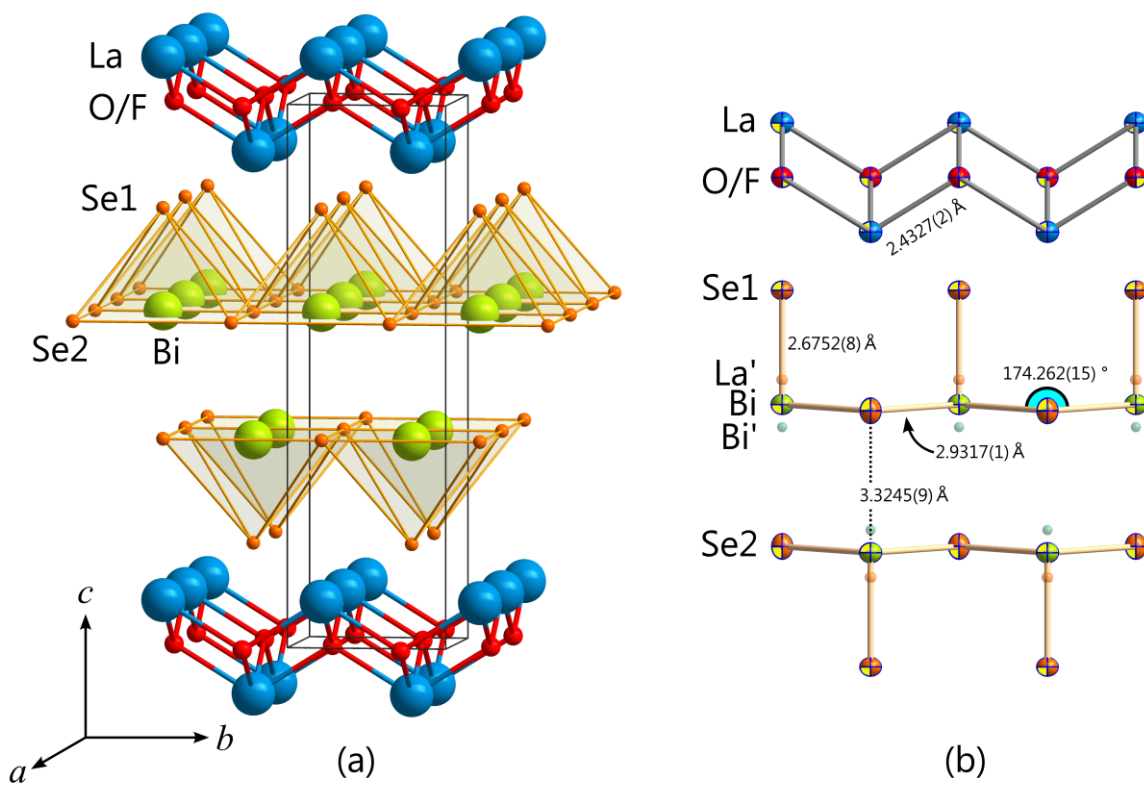 La
O/F
Se1
Se2
Bi
c
b
a
(a)
La
O/F
2.4327(2) Å
Se1
2.6752(8) Å
La'
174.262(15) °
Bi
Bi'
2.9317(1) Å
3.3245(9) Å
Se2
(b)